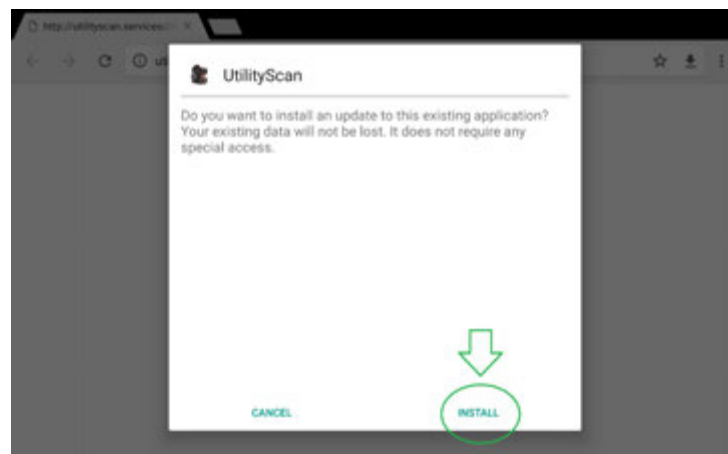 http://utilityscan.services
UtilityScan
Do you want to install an update to this existing application?
Your existing data will not be lost. It does not require any
special access.
CANCEL
INSTALL